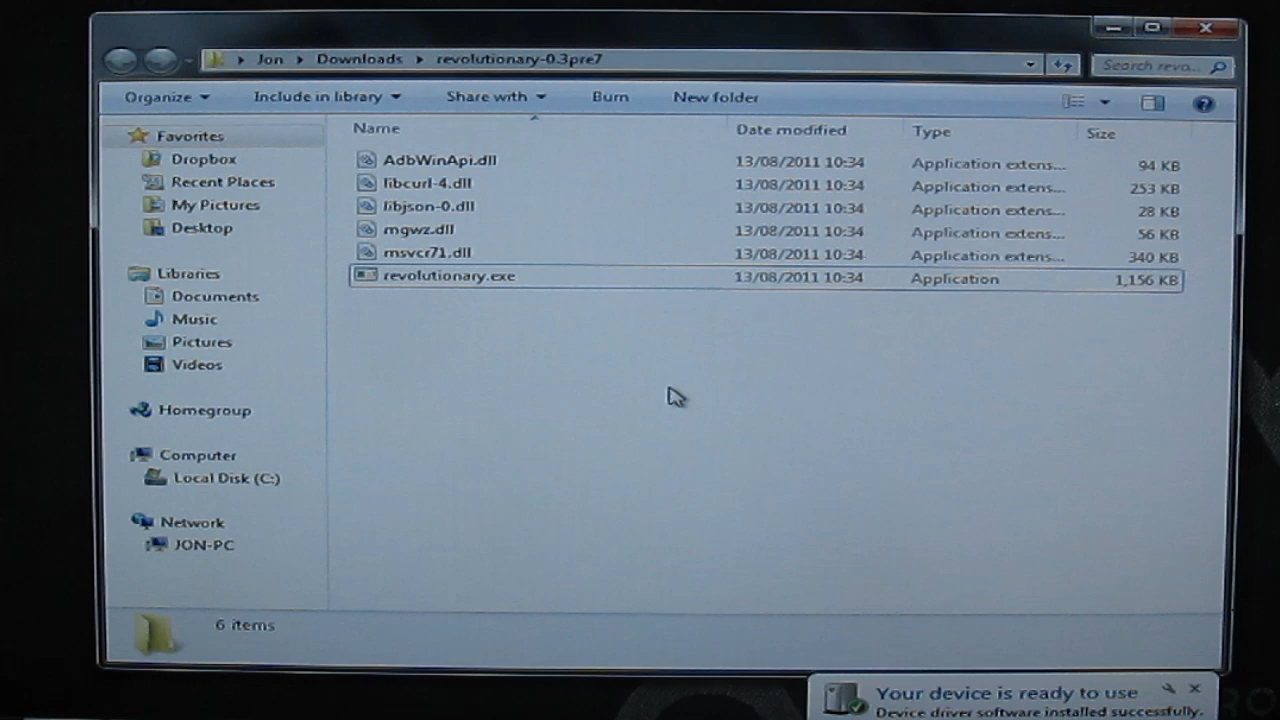 Jon Downloads revolutionary-0.3pre7
Search revo...
Organize Include in library Share with Burn New folder
Name Date modified Type Size
AdbWinApi.dll 13/08/2011 10:34 Application extens... 94 KB
libcurl-4.dll 13/08/2011 10:34 Application extens... 253 KB
libjson-0.dll 13/08/2011 10:34 Application extens... 28 KB
mgwz.dll 13/08/2011 10:34 Application extens... 56 KB
msvcr71.dll 13/08/2011 10:34 Application extens... 340 KB
revolutionary.exe 13/08/2011 10:34 Application 1,156 KB
Favorites
Dropbox
Recent Places
My Pictures
Desktop
Libraries
Documents
Music
Pictures
Videos
Homegroup
Computer
Local Disk (C:)
Network
JON-PC
6 items
Your device is ready to use
Device driver software installed successfully.